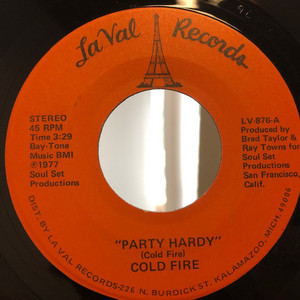 La Val Records
STEREO
45 RPM
Time 3:29
Bay-Tone
Music BMI
℗1977
Soul Set
Productions
LV-876-A
Produced by
Brad Taylor &
Ray Towns for
Soul Set
Productions
San Francisco,
Calif.
"PARTY HARDY"
(Cold Fire)
COLD FIRE
DIST. BY LA VAL RECORDS-226 N. BURDICK ST. KALAMAZOO, MICH. 49006